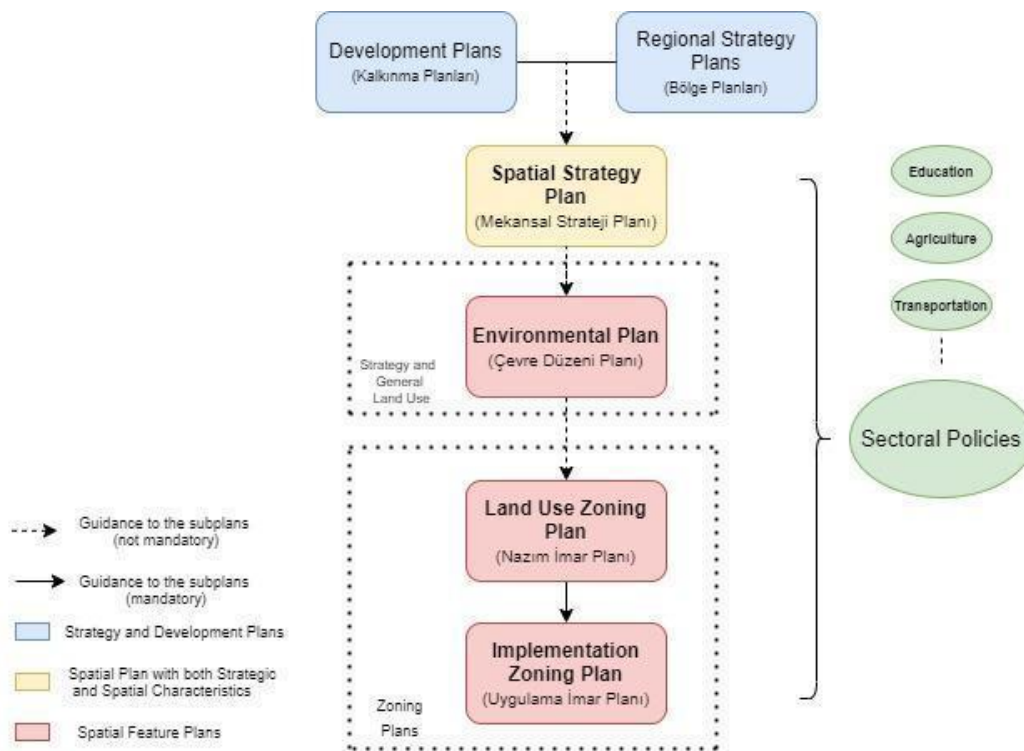 Development Plans
(Kalkınma Planları)
Regional Strategy
Plans
(Bölge Planları)
Spatial Strategy
Plan
(Mekansal Strateji Planı)
Education
Agriculture
Transportation
Environmental Plan
(Çevre Düzeni Planı)
Strategy and
General
Land Use
Sectoral Policies
Land Use Zoning
Plan
(Nazım İmar Planı)
Implementation
Zoning Plan
(Uygulama İmar Planı)
Zoning
Plans
Guidance to the subplans
(not mandatory)
Guidance to the subplans
(mandatory)
Strategy and Development Plans
Spatial Plan with both Strategic
and Spatial Characteristics
Spatial Feature Plans